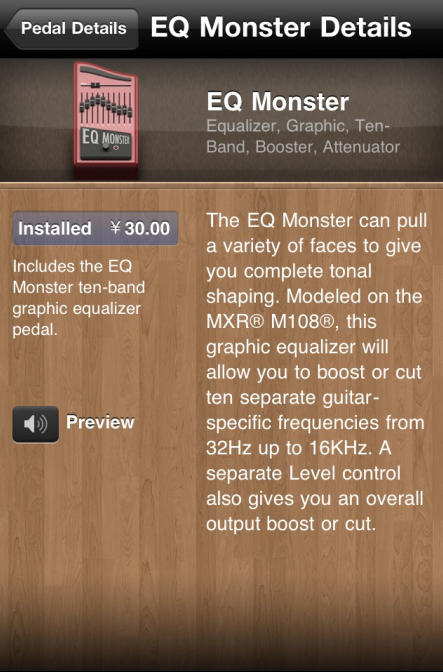 Pedal Details
EQ Monster Details
EQ MONSTER
EQ Monster
Equalizer, Graphic, Ten-
Band, Booster, Attenuator
Installed ¥30.00
Includes the EQ
Monster ten-band
graphic equalizer
pedal.
Preview
The EQ Monster can pull
a variety of faces to give
you complete tonal
shaping. Modeled on the
MXR® M108®, this
graphic equalizer will
allow you to boost or cut
ten separate guitar-
specific frequencies from
32Hz up to 16KHz. A
separate Level control
also gives you an overall
output boost or cut.